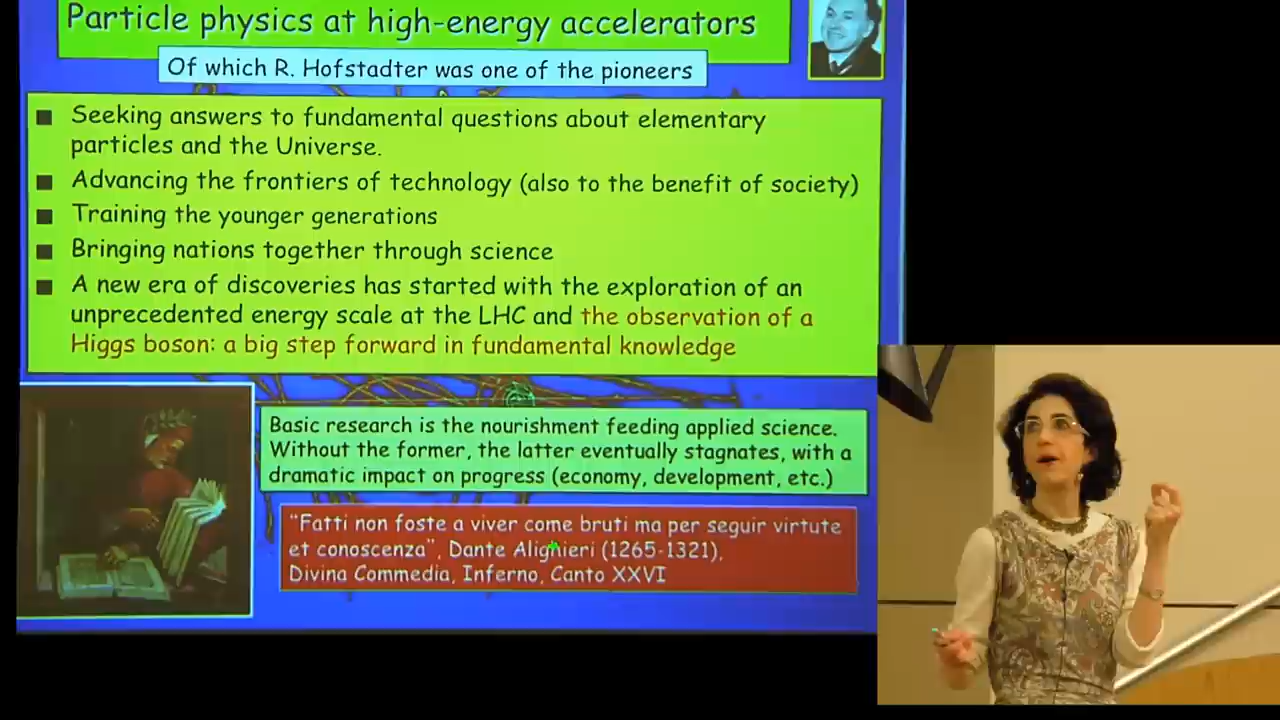 Particle physics at high-energy accelerators
Of which R. Hofstadter was one of the pioneers
Seeking answers to fundamental questions about elementary
particles and the Universe.
Advancing the frontiers of technology (also to the benefit of society)
Training the younger generations
Bringing nations together through science
A new era of discoveries has started with the exploration of an
unprecedented energy scale at the LHC and the observation of a
Higgs boson: a big step forward in fundamental knowledge
Basic research is the nourishment feeding applied science.
Without the former, the latter eventually stagnates, with a
dramatic impact on progress (economy, development, etc.)
"Fatti non foste a viver come bruti ma per seguir virtute
et conoscenza", Dante Alighieri (1265-1321),
Divina Commedia, Inferno, Canto XXVI